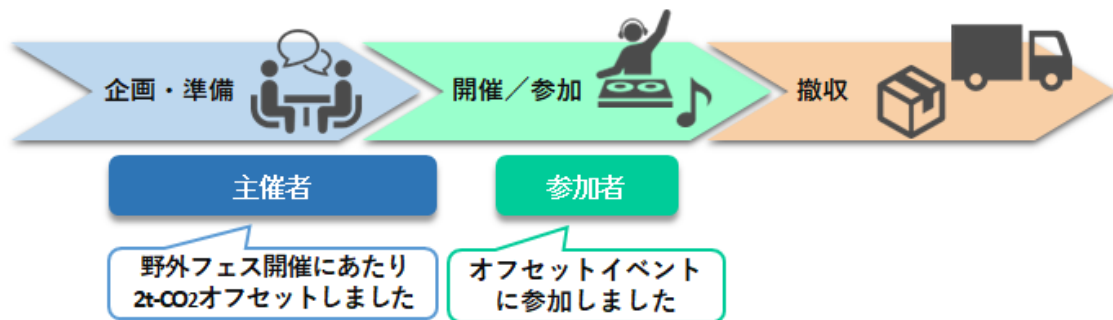 企画・準備
開催／参加
撤収
主催者
参加者
野外フェス開催にあたり
2t-CO2オフセットしました
オフセットイベント
に参加しました